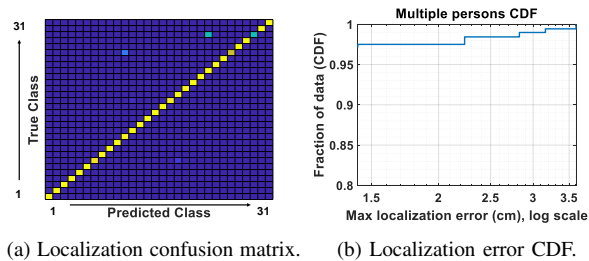 31
True Class
1
1
Predicted Class
31
(a) Localization confusion matrix.
Multiple persons CDF
Fraction of data (CDF)
1
0.95
0.9
0.85
0.8
1.5
2
2.5
3
3.5
Max localization error (cm), log scale
(b) Localization error CDF.